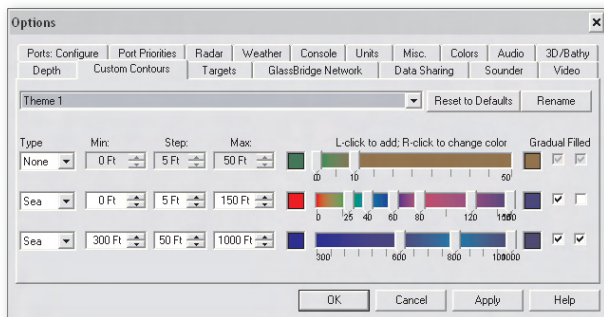 Options
Ports: Configure Port Priorities Radar Weather Console Units Misc. Colors Audio 3D/Bathy
Depth Custom Contours Targets GlassBridge Network Data Sharing Sounder Video
Theme 1 Reset to Defaults Rename
Type Min: Step: Max: L-click to add; R-click to change color Gradual Filled
None 0 Ft 5 Ft 50 Ft
0 10 50
Sea 0 Ft 5 Ft 150 Ft
0 25 40 60 80 120
Sea 300 Ft 50 Ft 1000 Ft
300 600 800
OK Cancel Apply Help